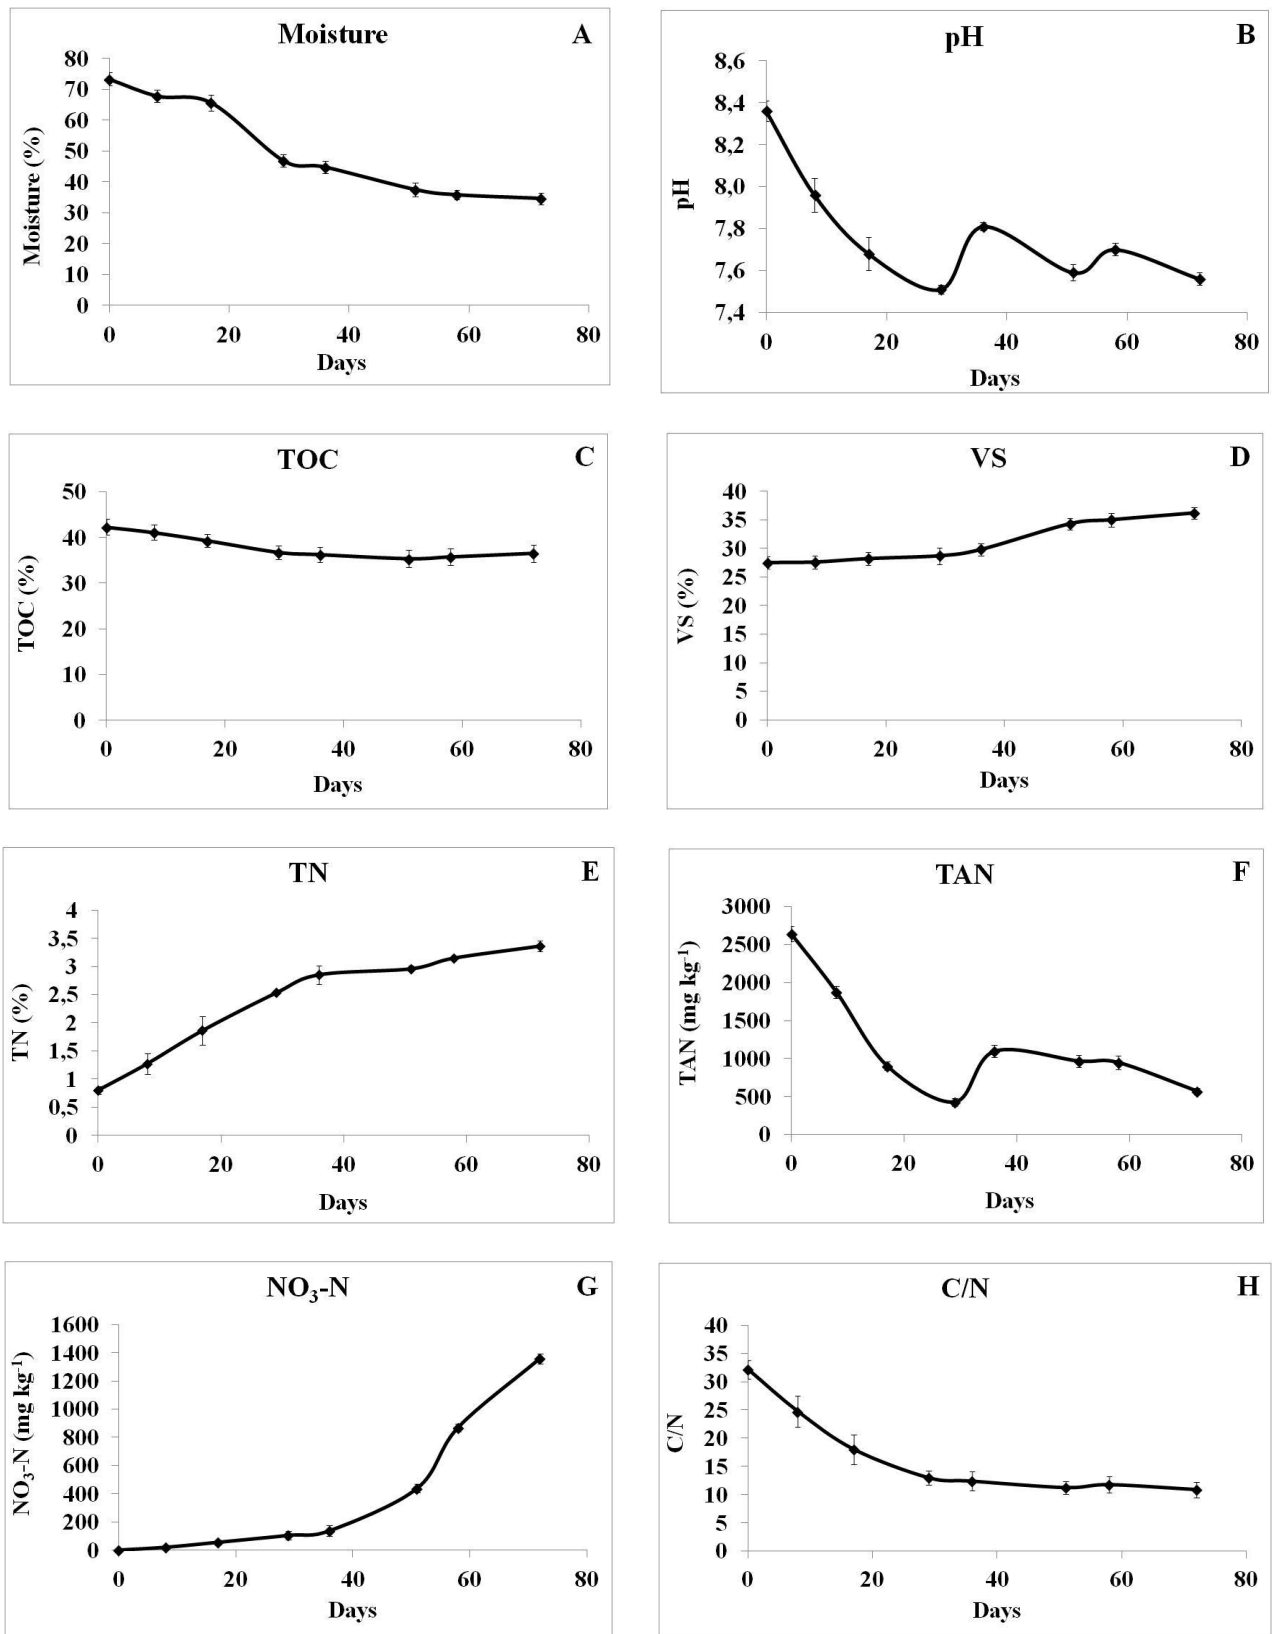 Moisture A
80
70
60
50
40
30
20
10
0
Moisture (%)
0 20 40 60 80
Days
pH B
8,6
8,4
8,2
8,0
7,8
7,6
7,4
pH
0 20 40 60 80
Days
TOC C
50
40
30
20
10
0
TOC (%)
0 20 40 60 80
Days
VS D
40
35
30
25
20
15
10
5
0
VS (%)
0 20 40 60 80
Days
TN E
4
3,5
3
2,5
2
1,5
1
0,5
0
TN (%)
0 20 40 60 80
Days
TAN F
3000
2500
2000
1500
1000
500
0
TAN (mg kg⁻¹)
0 20 40 60 80
Days
NO₃-N G
1600
1400
1200
1000
800
600
400
200
0
NO₃-N (mg kg⁻¹)
0 20 40 60 80
Days
C/N H
40
35
30
25
20
15
10
5
0
C/N
0 20 40 60 80
Days